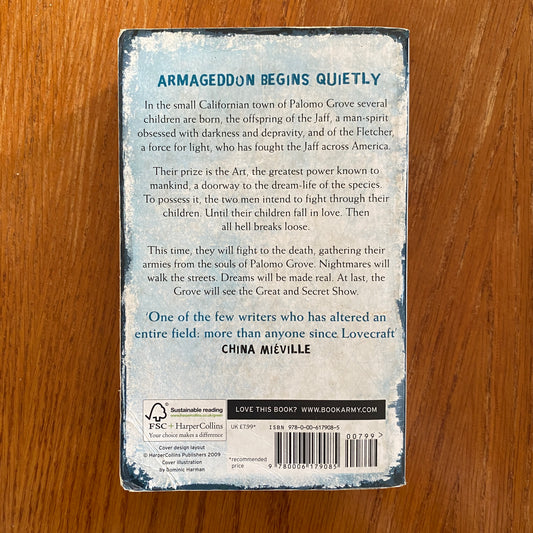 ARMAGEDDON BEGINS QUIETLY
In the small Californian town of Palomo Grove several
children are born, the offspring of the Jaff, a man-spirit
obsessed with darkness and depravity, and of the Fletcher,
a force for light, who has fought the Jaff across America.
Their prize is the Art, the greatest power known to
mankind, a doorway to the dream-life of the species.
To possess it, the two men intend to fight through their
children. Until their children fall in love. Then
all hell breaks loose.
This time, they will fight to the death, gathering their
armies from the souls of Palomo Grove. Nightmares will
walk the streets. Dreams will be made real. At last, the
Grove will see the Great and Secret Show.
'One of the few writers who has altered an
entire field: more than anyone since Lovecraft'
CHINA MIÉVILLE
Sustainable reading
FSC + HarperCollins
Your choice makes a difference
Cover design layout
© HarperCollins Publishers 2009
Cover illustration
by Dominic Harman
LOVE THIS BOOK? WWW.BOOKARMY.COM
UK £7.99*
ISBN 978-0-00-617908-5
00799>
*recommended
price
9 780006 179085